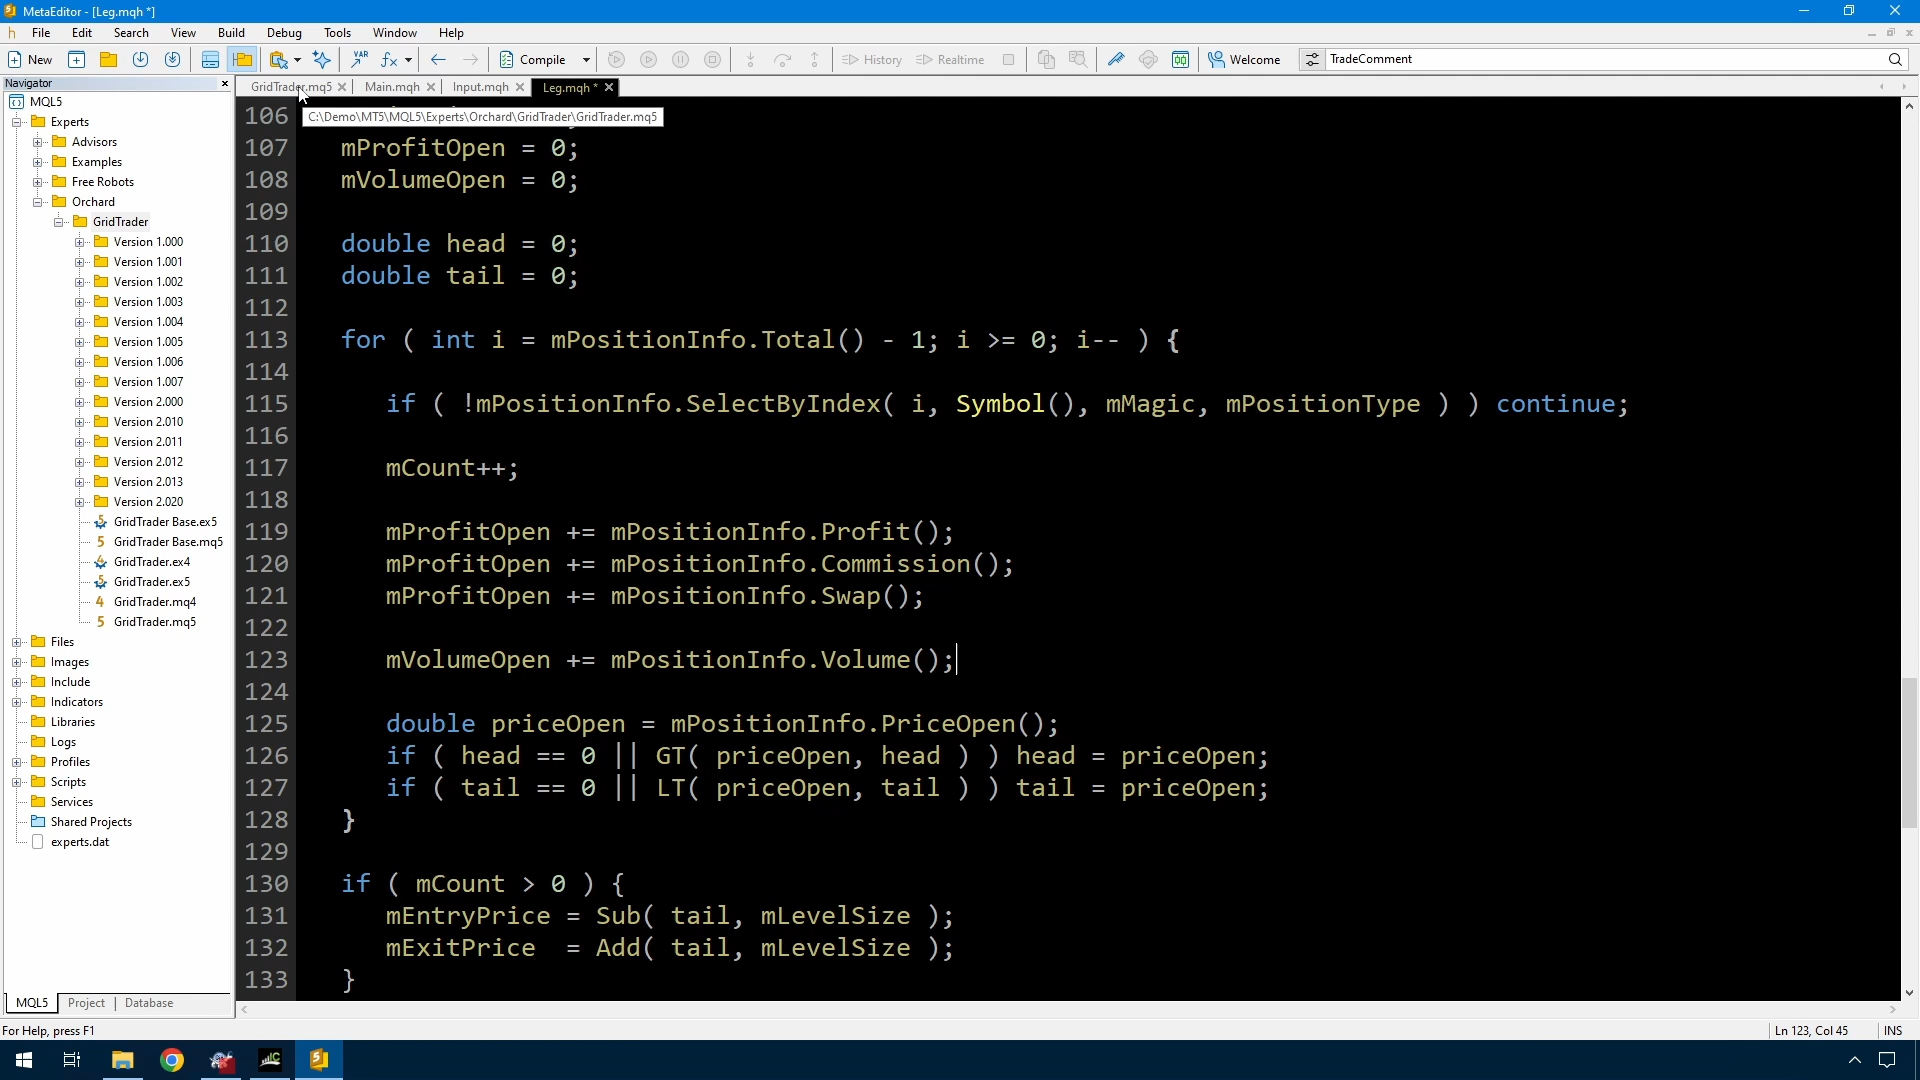 MetaEditor - [Leg.mqh *]
File Edit Search View Build Debug Tools Window Help
New Compile History Realtime Welcome TradeComment
Navigator
GridTrader.mq5 Main.mqh Input.mqh Leg.mqh *
C:\Demo\MT5\MQL5\Experts\Orchard\GridTrader\GridTrader.mq5
MQL5
Experts
Advisors
Examples
Free Robots
Orchard
GridTrader
Version 1.000
Version 1.001
Version 1.002
Version 1.003
Version 1.004
Version 1.005
Version 1.006
Version 1.007
Version 2.000
Version 2.010
Version 2.011
Version 2.012
Version 2.013
Version 2.020
GridTrader Base.ex5
GridTrader Base.mq5
GridTrader.ex4
GridTrader.ex5
GridTrader.mq4
GridTrader.mq5
Files
Images
Include
Indicators
Libraries
Logs
Profiles
Scripts
Services
Shared Projects
experts.dat
MQL5 Project Database
106
107 mProfitOpen = 0;
108 mVolumeOpen = 0;
109
110 double head = 0;
111 double tail = 0;
112
113 for ( int i = mPositionInfo.Total() - 1; i >= 0; i-- ) {
114
115 if ( !mPositionInfo.SelectByIndex( i, Symbol(), mMagic, mPositionType ) ) continue;
116
117 mCount++;
118
119 mProfitOpen += mPositionInfo.Profit();
120 mProfitOpen += mPositionInfo.Commission();
121 mProfitOpen += mPositionInfo.Swap();
122
123 mVolumeOpen += mPositionInfo.Volume();
124
125 double priceOpen = mPositionInfo.PriceOpen();
126 if ( head == 0 || GT( priceOpen, head ) ) head = priceOpen;
127 if ( tail == 0 || LT( priceOpen, tail ) ) tail = priceOpen;
128 }
129
130 if ( mCount > 0 ) {
131 mEntryPrice = Sub( tail, mLevelSize );
132 mExitPrice = Add( tail, mLevelSize );
133 }
For Help, press F1
Ln 123, Col 45 INS